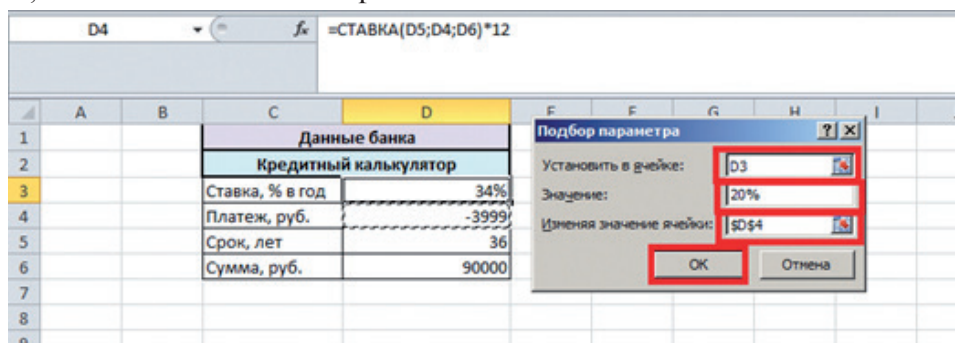 D4 fx =СТАВКА(D5;D4;D6)*12
A B C D E F G H I
1 Данные банка
2 Кредитный калькулятор
3 Ставка, % в год 34%
4 Платеж, руб. -3999
5 Срок, лет 36
6 Сумма, руб. 90000
7
8
9
Подбор параметра ? X
Установить в ячейке: D3
Значение: 20%
Изменяя значение ячейки: $D$4
ОК Отмена